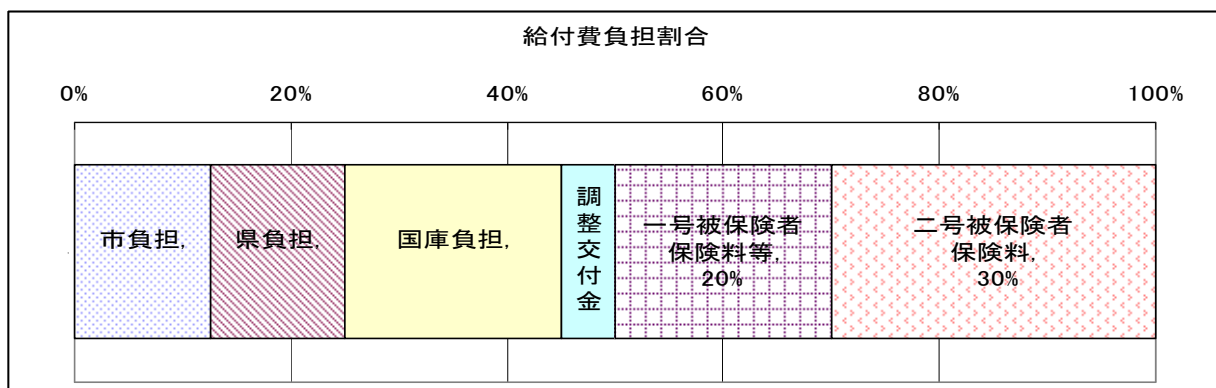 給付費負担割合
0% 20% 40% 60% 80% 100%
市負担,
県負担,
国庫負担,
調整交付金
一号被保険者
保険料等,
20%
二号被保険者
保険料,
30%